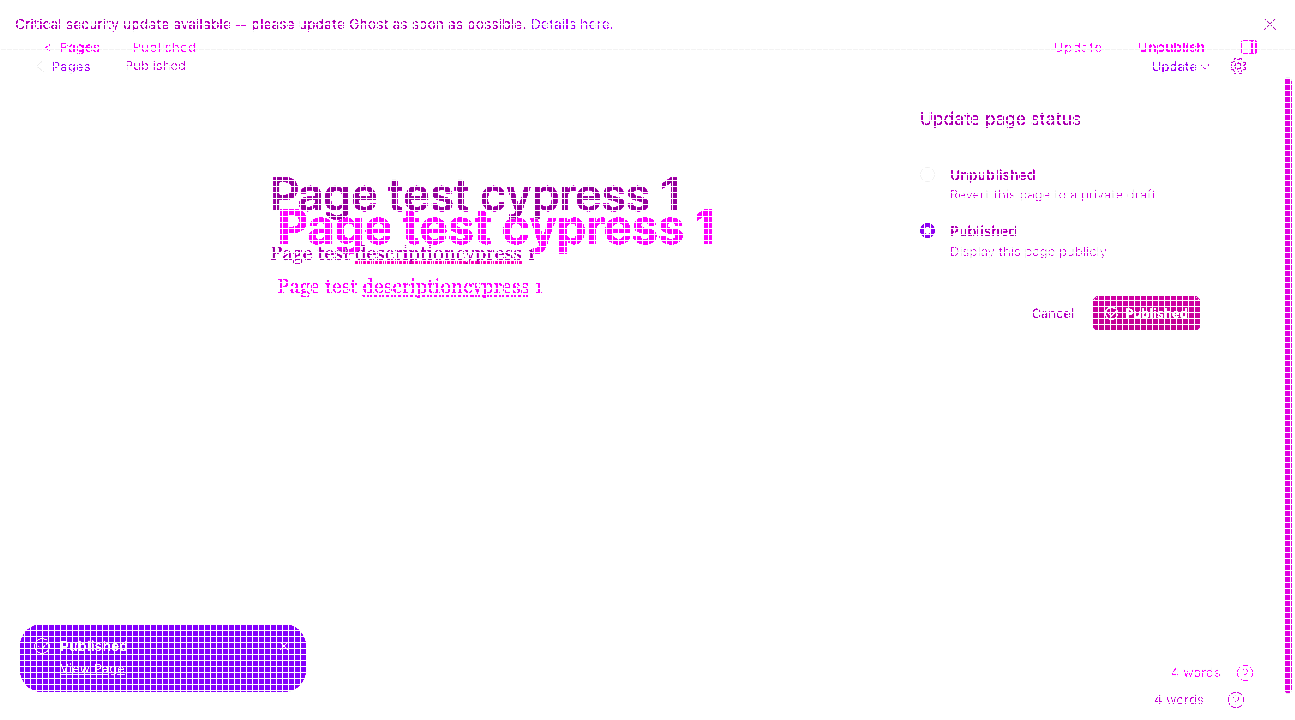 Critical security update available — please update Ghost as soon as possible. Details here.
< Pages Published Update Unpublish
Pages Published Update
Update page status
Unpublished
Revert this page to a private draft
Published
Display this page publicly
Cancel Published
Page test cypress 1
Page test cypress 1
Page test descriptioncypress 1
Page test descriptioncypress 1
Published
View Page
4 words
4 words